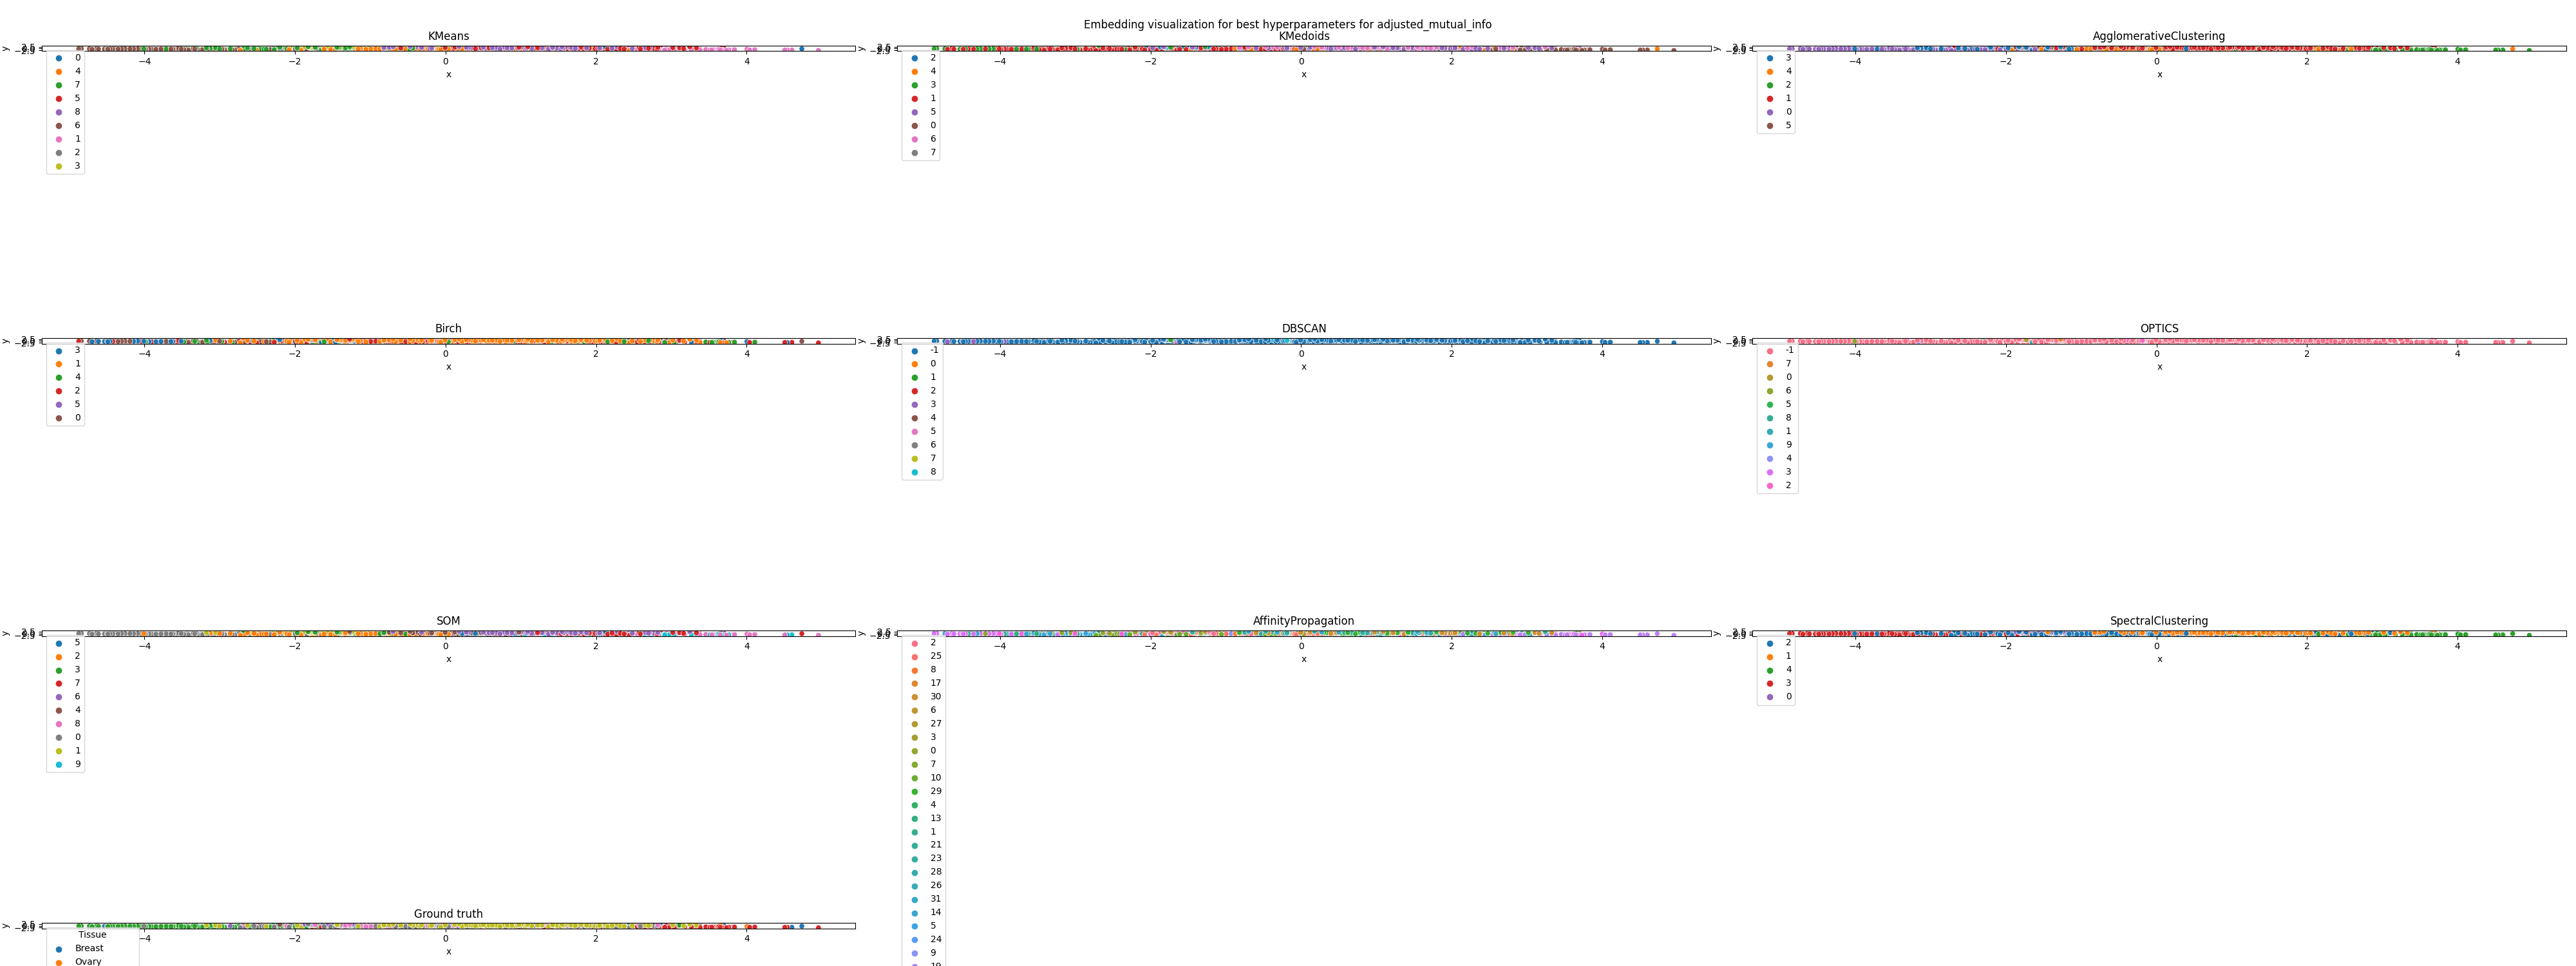 Embedding visualization for best hyperparameters for adjusted_mutual_info
KMeans
y
−4 −2 0 2 4
x
0
4
7
5
8
6
1
2
3
KMedoids
y
−4 −2 0 2 4
x
2
4
3
1
5
0
6
7
AgglomerativeClustering
y
−4 −2 0 2 4
x
3
4
2
1
0
5
Birch
y
−4 −2 0 2 4
x
3
1
4
2
5
0
DBSCAN
y
−4 −2 0 2 4
x
-1
0
1
2
3
4
5
6
7
8
OPTICS
y
−4 −2 0 2 4
x
-1
7
0
6
5
8
1
9
4
3
2
SOM
y
−4 −2 0 2 4
x
5
2
3
7
6
4
8
0
1
9
AffinityPropagation
y
−4 −2 0 2 4
x
2
25
8
17
30
6
27
3
0
7
10
29
4
13
1
21
23
28
26
31
14
5
24
9
SpectralClustering
y
−4 −2 0 2 4
x
2
1
4
3
0
Ground truth
y
−4 −2 0 2 4
x
Tissue
Breast
Ovary